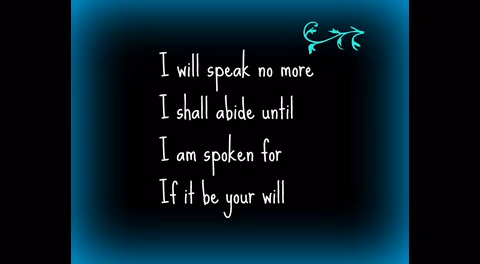 I will speak no more
I shall abide until
I am spoken for
If it be your will